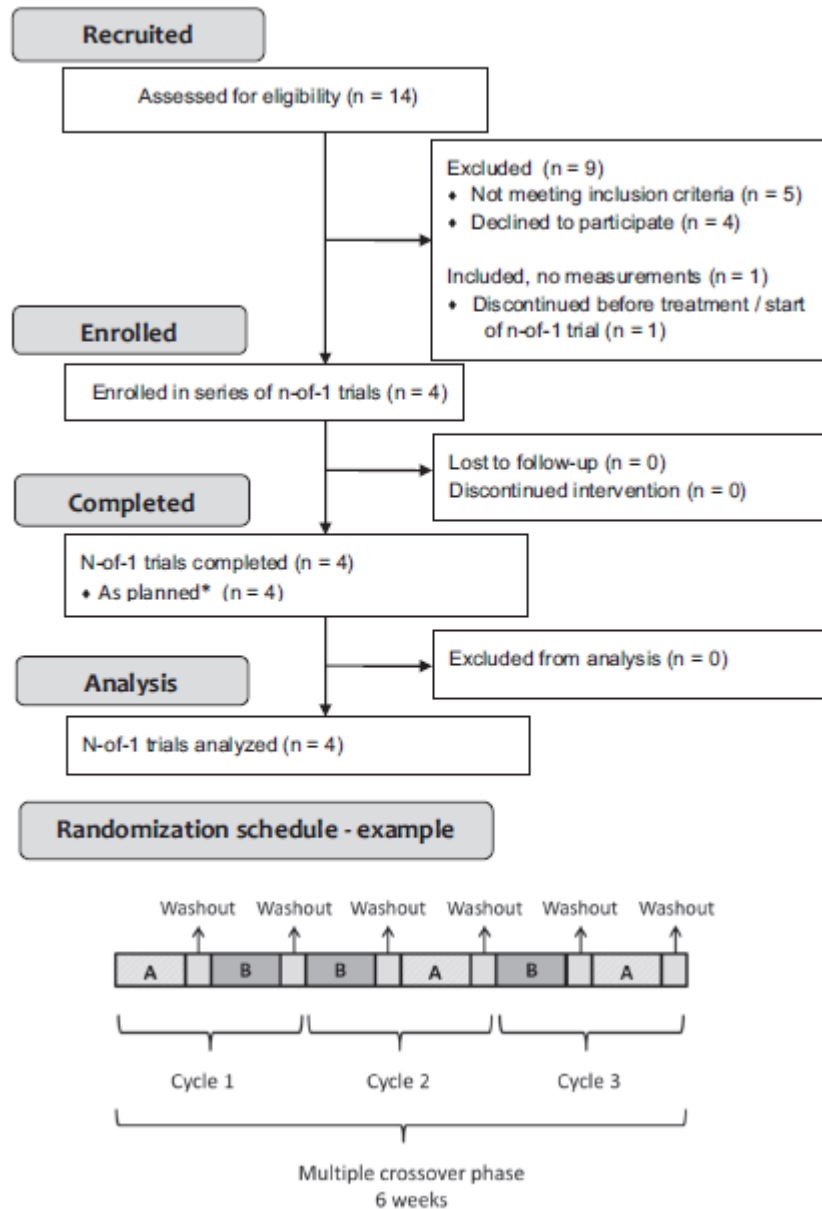 Recruited
Assessed for eligibility (n = 14)
Excluded (n = 9)
♦ Not meeting inclusion criteria (n = 5)
♦ Declined to participate (n = 4)
Included, no measurements (n = 1)
♦ Discontinued before treatment / start
of n-of-1 trial (n = 1)
Enrolled
Enrolled in series of n-of-1 trials (n = 4)
Lost to follow-up (n = 0)
Discontinued intervention (n = 0)
Completed
N-of-1 trials completed (n = 4)
♦ As planned* (n = 4)
Excluded from analysis (n = 0)
Analysis
N-of-1 trials analyzed (n = 4)
Randomization schedule - example
Washout Washout Washout Washout Washout Washout
A B B A B A
Cycle 1 Cycle 2 Cycle 3
Multiple crossover phase
6 weeks